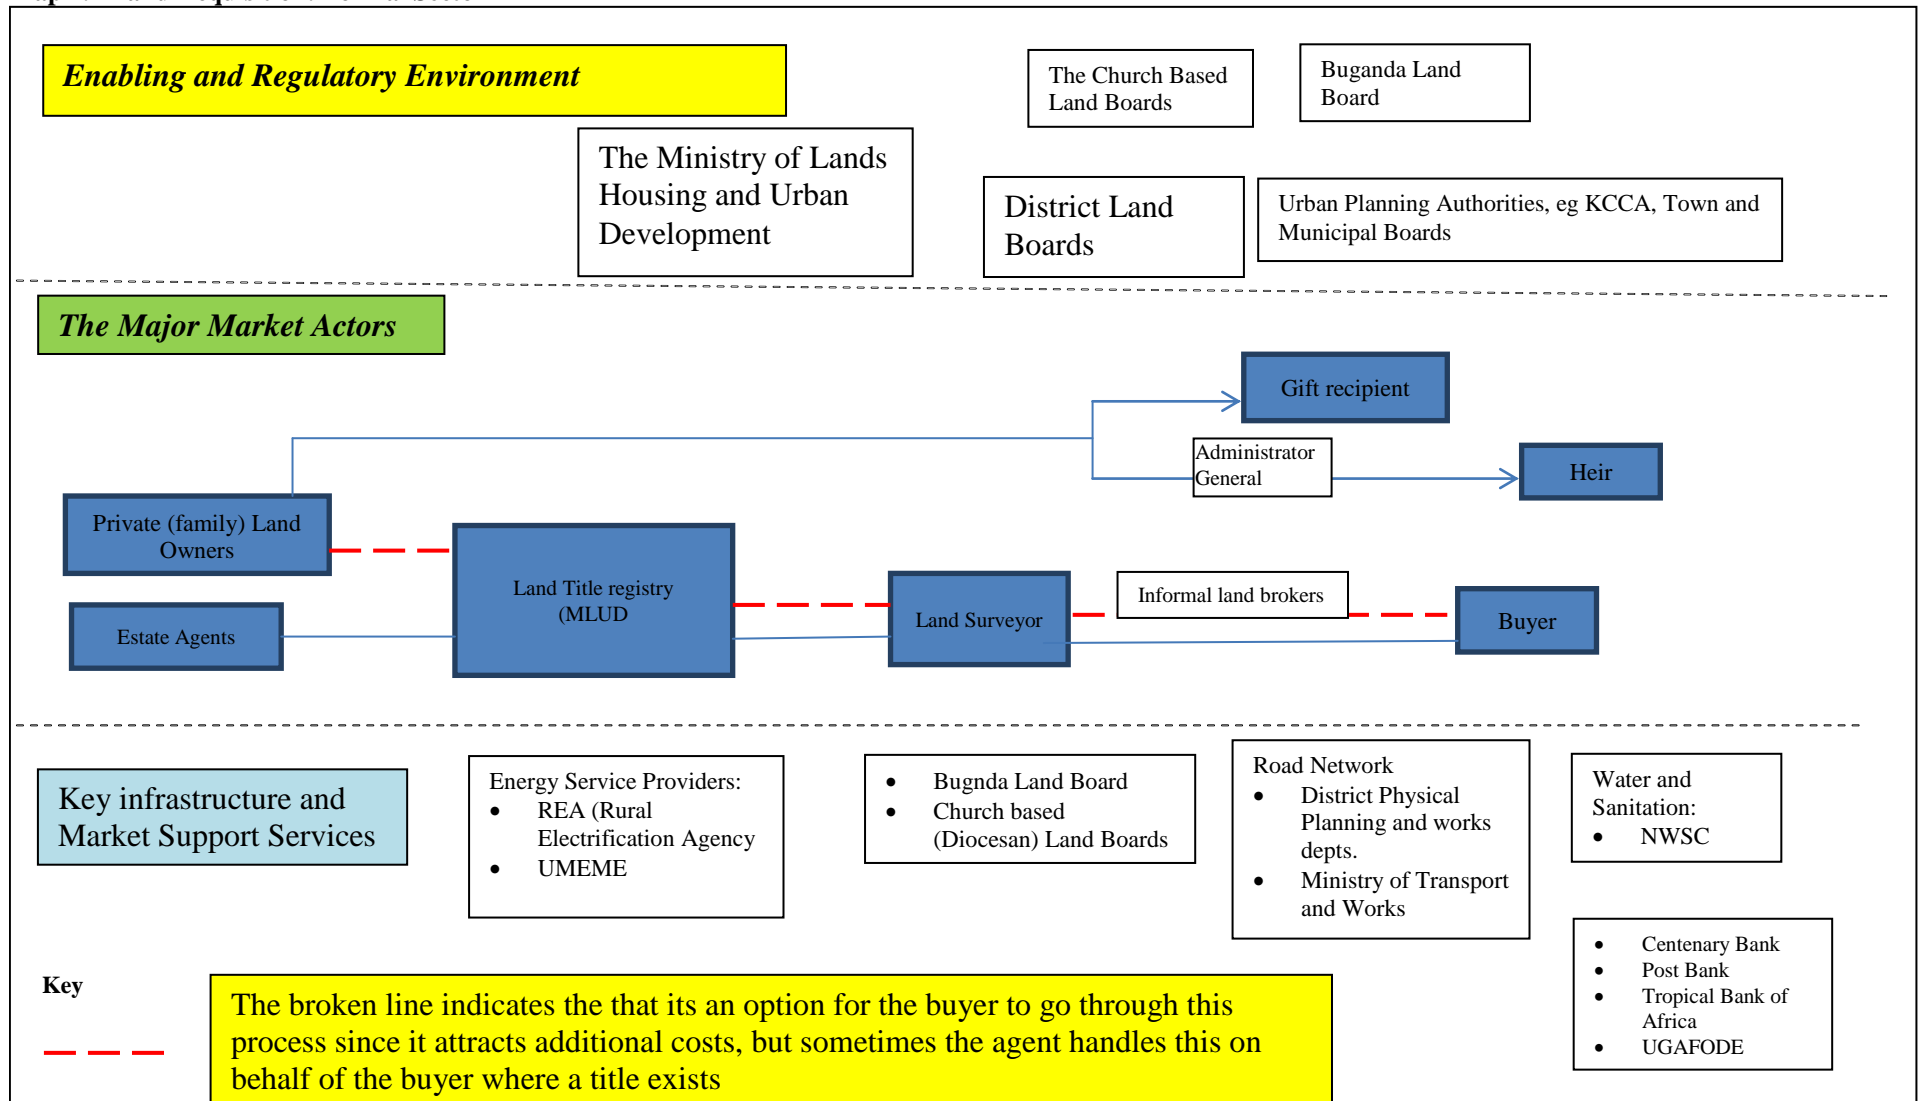 Enabling and Regulatory Environment
The Church Based
Land Boards
Buganda Land
Board
The Ministry of Lands
Housing and Urban
Development
District Land
Boards
Urban Planning Authorities, eg KCCA, Town and
Municipal Boards
The Major Market Actors
Gift recipient
Administrator
General
Heir
Private (family) Land
Owners
Land Title registry
(MLUD
Land Surveyor
Informal land brokers
Buyer
Estate Agents
Key infrastructure and
Market Support Services
Energy Service Providers:
• REA (Rural
Electrification Agency
• UMEME
• Bugnda Land Board
• Church based
(Diocesan) Land Boards
Road Network
• District Physical
Planning and works
depts.
• Ministry of Transport
and Works
Water and
Sanitation:
• NWSC
• Centenary Bank
• Post Bank
• Tropical Bank of
Africa
• UGAFODE
Key
The broken line indicates the that its an option for the buyer to go through this
process since it attracts additional costs, but sometimes the agent handles this on
behalf of the buyer where a title exists